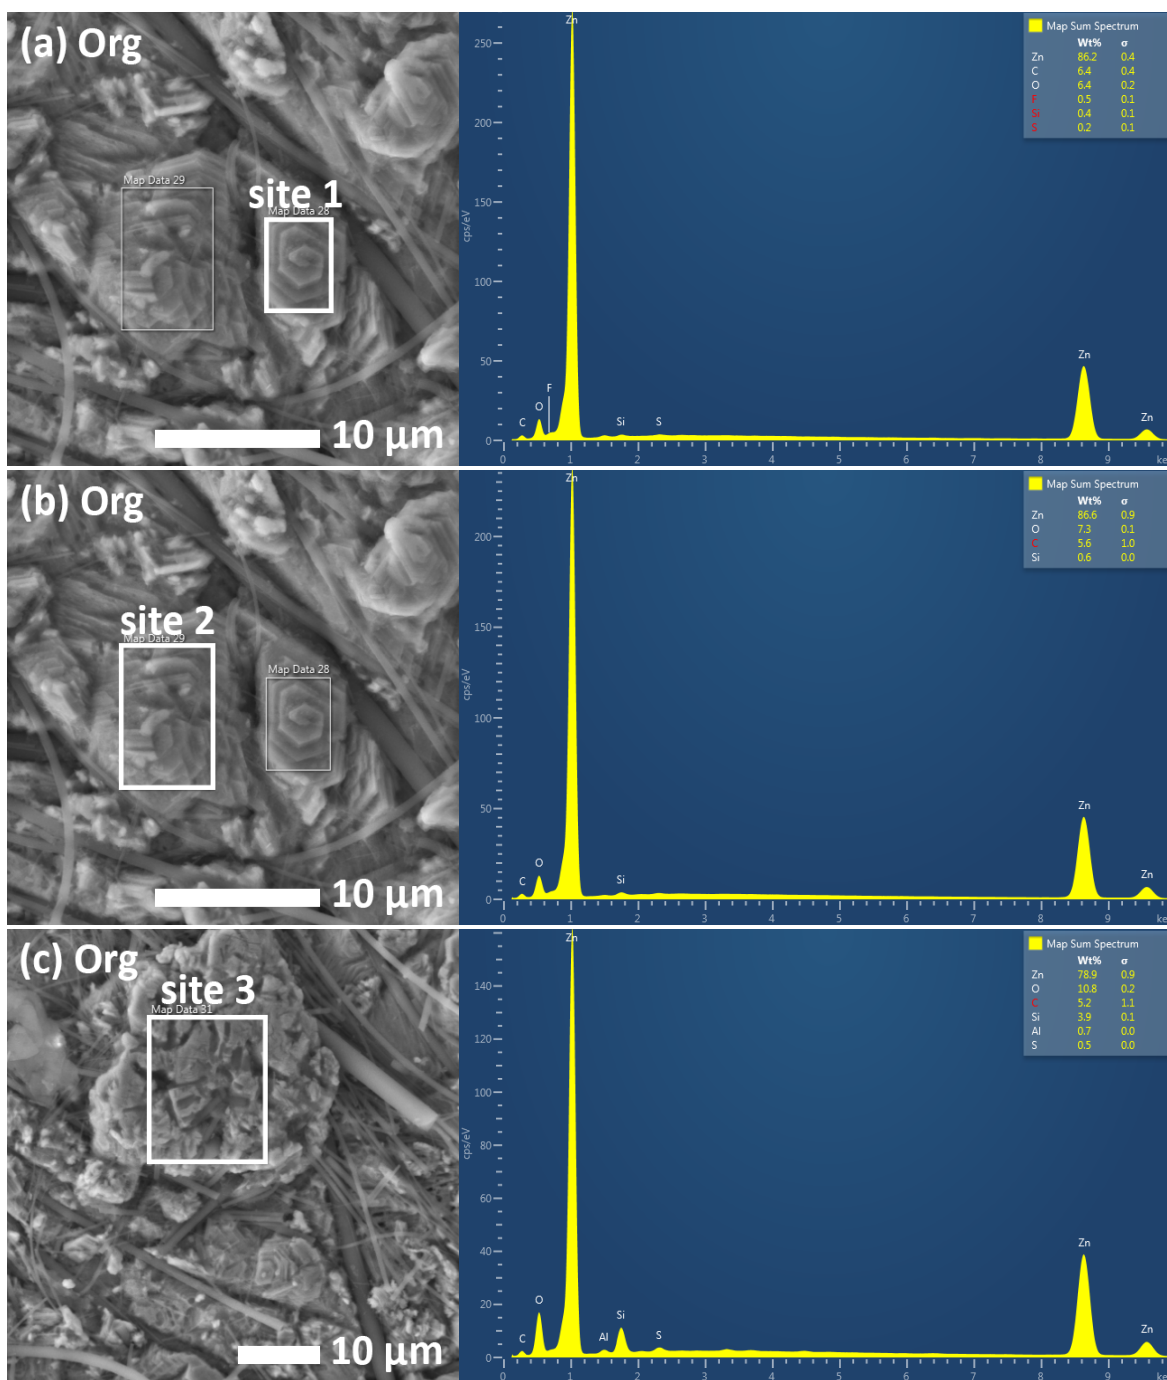 (a) Org
Map Data 29
site 1
Map Data 28
10 µm
Zn
250
200
150
100
50
0
cps/eV
C
O
F
Si
S
Zn
Zn
0 1 2 3 4 5 6 7 8 9 ke
Map Sum Spectrum
Wt% σ
Zn 86.2 0.4
C 6.4 0.4
O 6.4 0.2
F 0.5 0.1
Si 0.4 0.1
S 0.2 0.1
(b) Org
site 2
Map Data 29
Map Data 28
10 µm
Zn
200
150
100
50
0
cps/eV
C
O
Si
Zn
Zn
0 1 2 3 4 5 6 7 8 9 ke
Map Sum Spectrum
Wt% σ
Zn 86.6 0.9
O 7.3 0.1
C 5.6 1.0
Si 0.6 0.0
(c) Org
site 3
Map Data 31
10 µm
Zn
140
120
100
80
60
40
20
0
cps/eV
C
O
Al
Si
S
Zn
Zn
0 1 2 3 4 5 6 7 8 9 ke
Map Sum Spectrum
Wt% σ
Zn 78.9 0.9
O 10.8 0.2
C 5.2 1.1
Si 3.9 0.1
Al 0.7 0.0
S 0.5 0.0